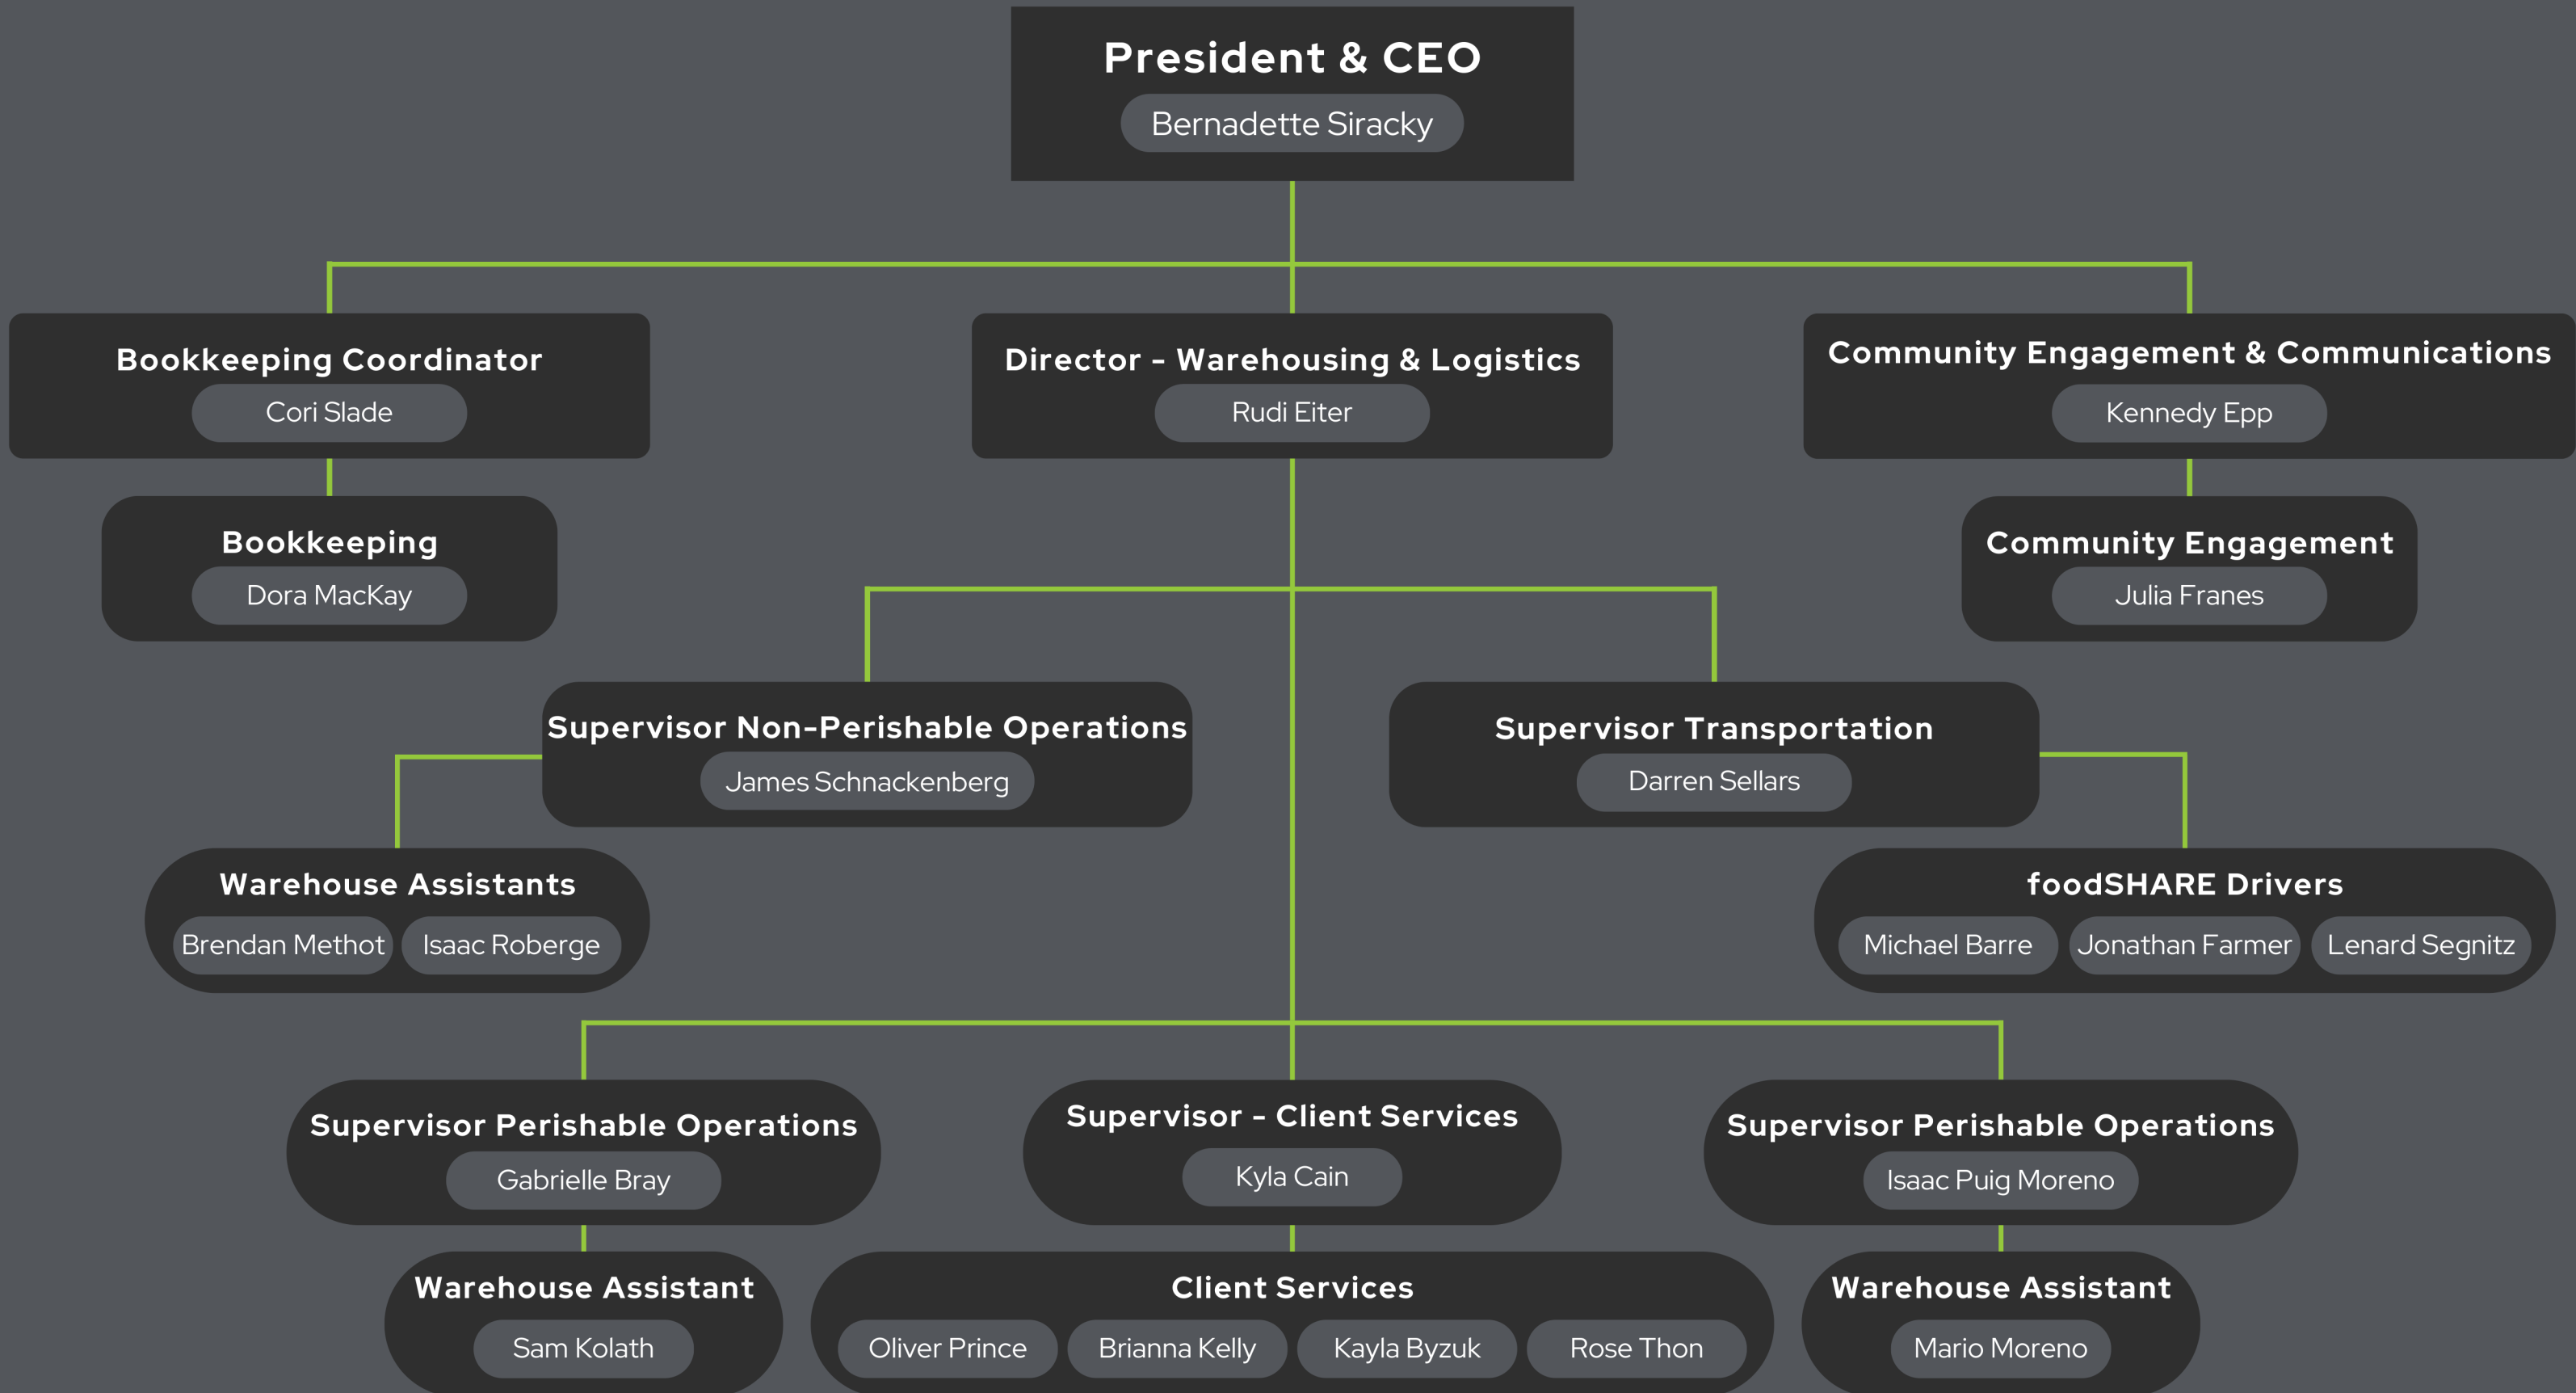 President & CEO
Bernadette Siracky
Bookkeeping Coordinator
Cori Slade
Director - Warehousing & Logistics
Rudi Eiter
Community Engagement & Communications
Kennedy Epp
Bookkeeping
Dora MacKay
Community Engagement
Julia Franes
Supervisor Non-Perishable Operations
James Schnackenberg
Supervisor Transportation
Darren Sellars
Warehouse Assistants
Brendan Methot
Isaac Roberge
foodSHARE Drivers
Michael Barre
Jonathan Farmer
Lenard Segnitz
Supervisor Perishable Operations
Gabrielle Bray
Supervisor - Client Services
Kyla Cain
Supervisor Perishable Operations
Isaac Puig Moreno
Warehouse Assistant
Sam Kolath
Client Services
Oliver Prince
Brianna Kelly
Kayla Byzuk
Rose Thon
Warehouse Assistant
Mario Moreno